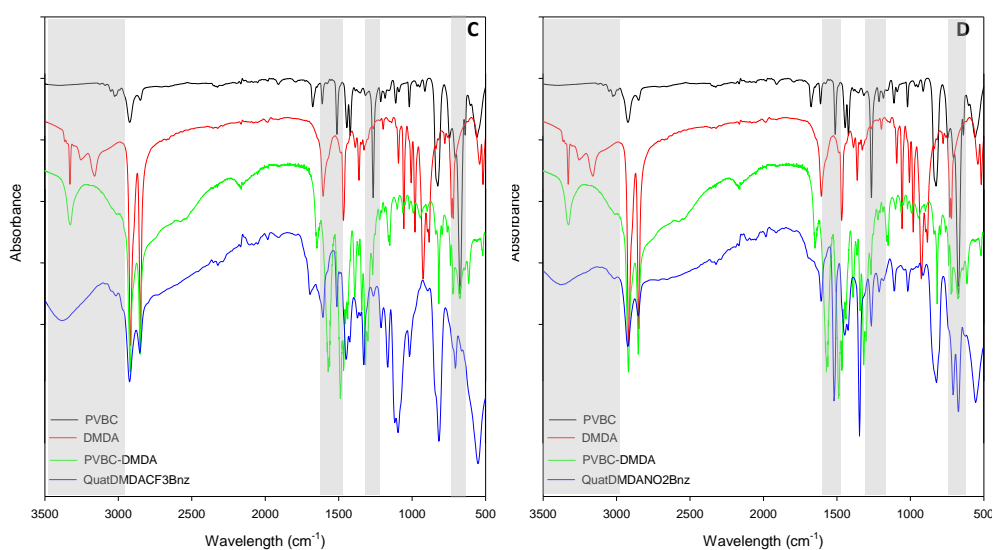 C
Absorbance
PVBC
DMDA
PVBC-DMDA
QuatDMDACF3Bnz
3500 3000 2500 2000 1500 1000 500
Wavelength (cm-1)
D
Absorbance
PVBC
DMDA
PVBC-DMDA
QuatDMDANO2Bnz
3500 3000 2500 2000 1500 1000 500
Wavelength (cm-1)